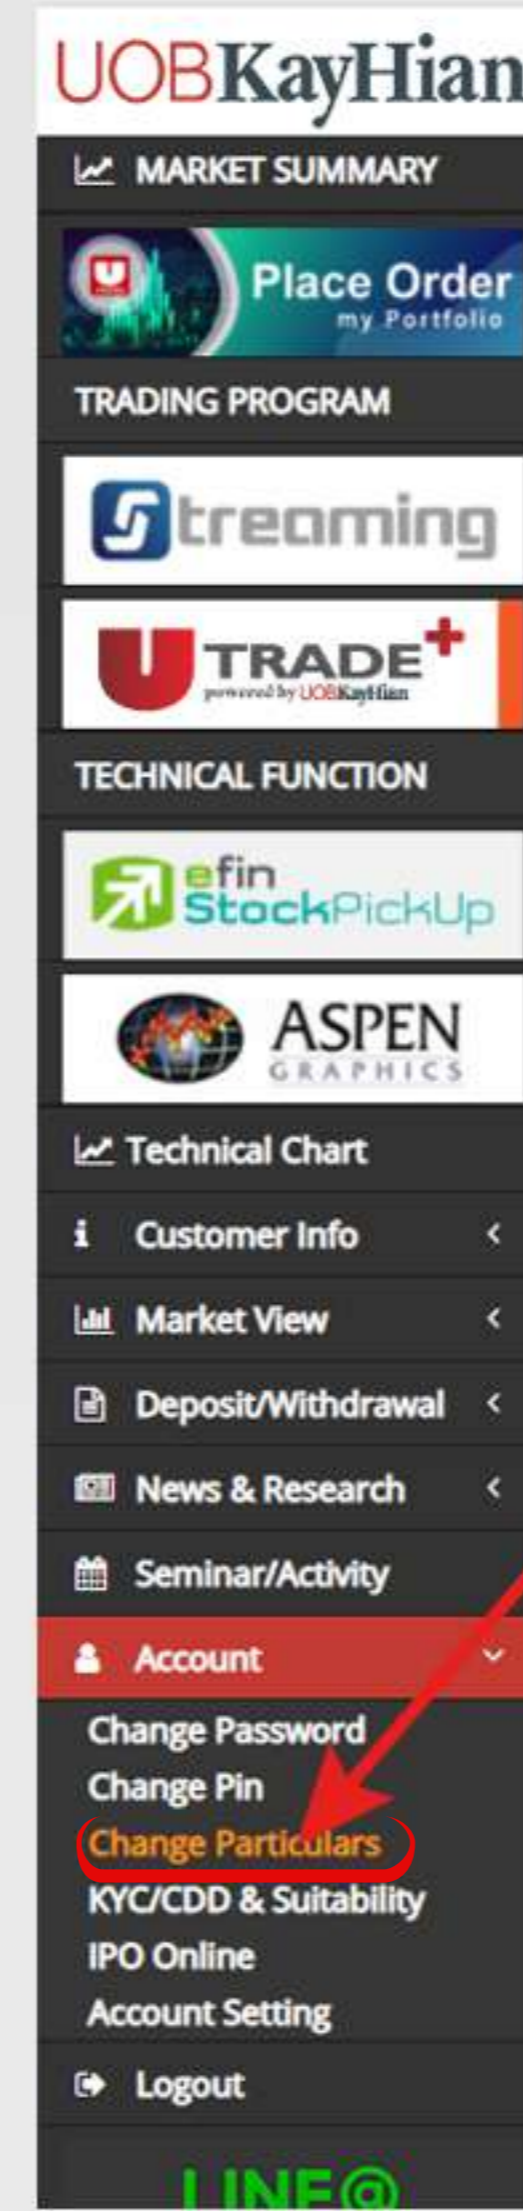 UOBKayHian
MARKET SUMMARY
Place Order
my Portfolio
TRADING PROGRAM
Streaming
U TRADE+
powered by UOBKayHian
TECHNICAL FUNCTION
efin
StockPickUp
ASPEN
GRAPHICS
Technical Chart
Customer Info
Market View
Deposit/Withdrawal
News & Research
Seminar/Activity
Account
Change Password
Change Pin
Change Particulars
KYC/CDD & Suitability
IPO Online
Account Setting
Logout
LINE@